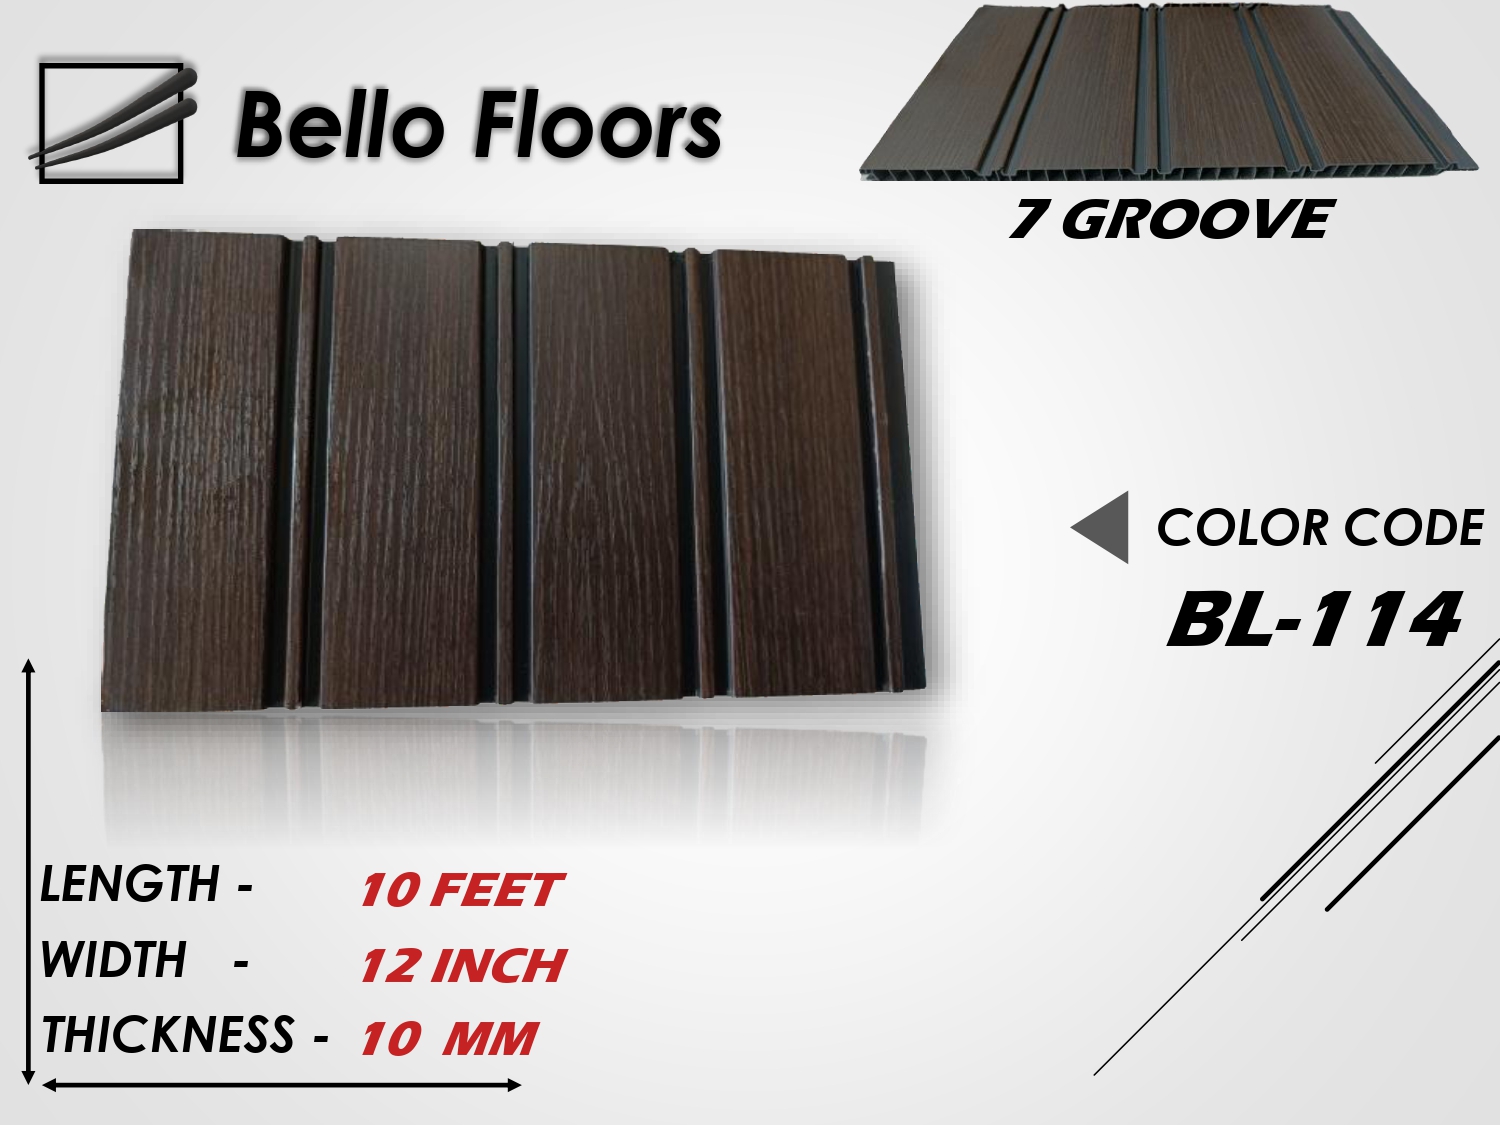 Bello Floors
7 GROOVE
COLOR CODE
BL-114
LENGTH - 10 FEET
WIDTH - 12 INCH
THICKNESS - 10 MM